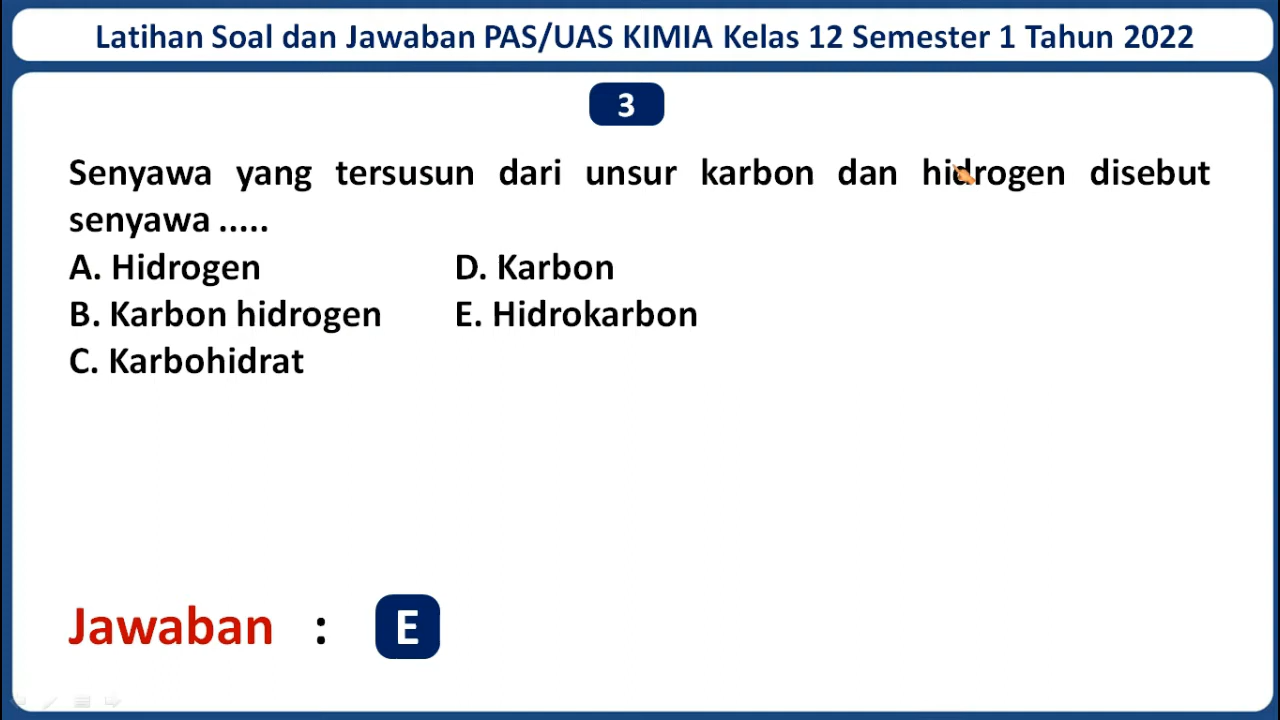 Latihan Soal dan Jawaban PAS/UAS KIMIA Kelas 12 Semester 1 Tahun 2022
3
Senyawa yang tersusun dari unsur karbon dan hidrogen disebut
senyawa .....
A. Hidrogen D. Karbon
B. Karbon hidrogen E. Hidrokarbon
C. Karbohidrat
Jawaban : E